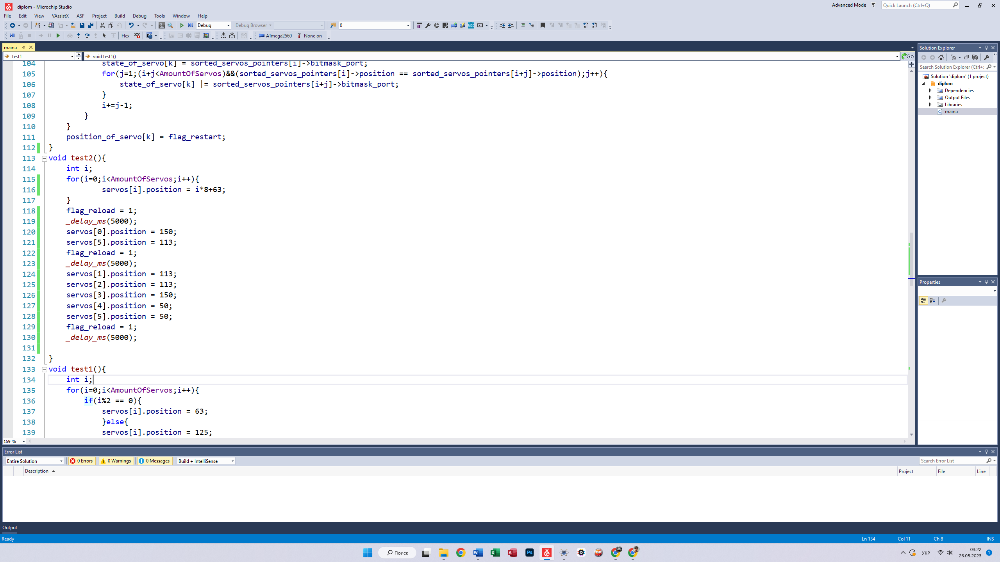 diplom - Microchip Studio
Advanced Mode
Quick Launch (Ctrl+Q)
File Edit View VAssistX ASF Project Build Debug Tools Window Help
Debug Debug Browser 0
Hex ATmega2560 None on
main.c
test1 void test1() Go
104 state_of_servo[k] = sorted_servos_pointers[i]->bitmask_port;
105 for(j=1;(i+j<AmountOfServos)&&(sorted_servos_pointers[i]->position == sorted_servos_pointers[i+j]->position);j++){
106 state_of_servo[k] |= sorted_servos_pointers[i+j]->bitmask_port;
107 }
108 i+=j-1;
109 }
110 }
111 position_of_servo[k] = flag_restart;
112 }
113 void test2(){
114 int i;
115 for(i=0;i<AmountOfServos;i++){
116 servos[i].position = i*8+63;
117 }
118 flag_reload = 1;
119 _delay_ms(5000);
120 servos[0].position = 150;
121 servos[5].position = 113;
122 flag_reload = 1;
123 _delay_ms(5000);
124 servos[1].position = 113;
125 servos[2].position = 113;
126 servos[3].position = 150;
127 servos[4].position = 50;
128 servos[5].position = 50;
129 flag_reload = 1;
130 _delay_ms(5000);
131
132 }
133 void test1(){
134 int i;
135 for(i=0;i<AmountOfServos;i++){
136 if(i%2 == 0){
137 servos[i].position = 63;
138 }else{
139 servos[i].position = 125;
159 %
Solution Explorer
Search Solution Explorer (Ctrl+:
Solution 'diplom' (1 project)
diplom
Dependencies
Output Files
Libraries
main.c
Properties
Error List
Entire Solution 0 Errors 0 Warnings 0 Messages Build + IntelliSense
Search Error List
Description Project File Line
Output
Ready Ln 134 Col 11 Ch 8 INS
Поиск
УКР
03:22
26.05.2023
1